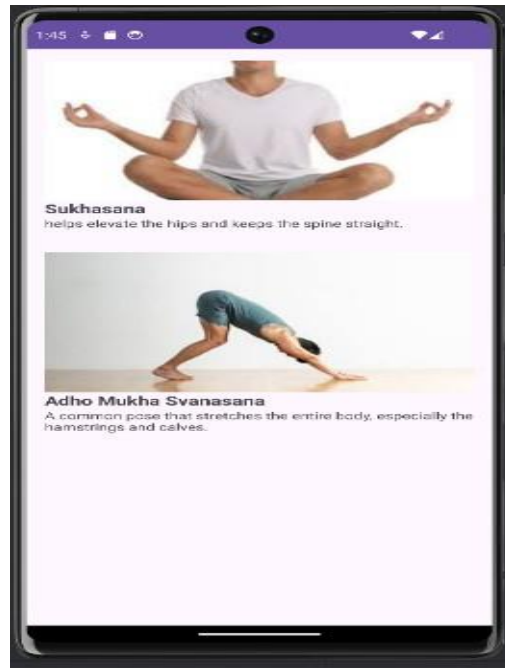 1:45
Sukhasana
helps elevate the hips and keeps the spine straight.
Adho Mukha Svanasana
A common pose that stretches the entire body, especially the
hamstrings and calves.